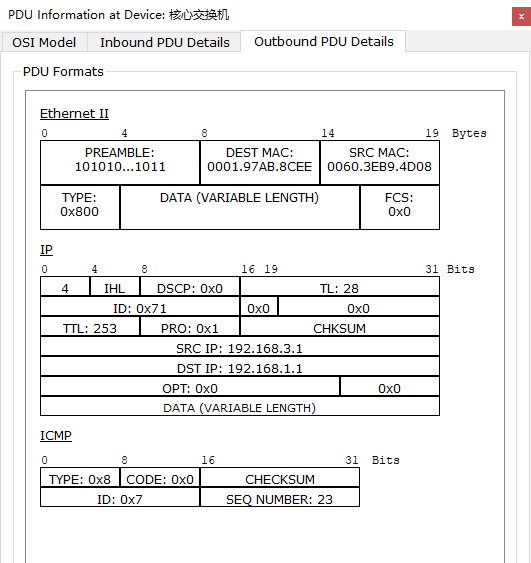 PDU Information at Device: 核心交换机
x
OSI Model Inbound PDU Details Outbound PDU Details
PDU Formats
Ethernet II
0 4 8 14 19 Bytes
PREAMBLE: 101010...1011
DEST MAC: 0001.97AB.8CEE
SRC MAC: 0060.3EB9.4D08
TYPE: 0x800
DATA (VARIABLE LENGTH)
FCS: 0x0
IP
0 4 8 16 19 31 Bits
4 IHL DSCP: 0x0 TL: 28
ID: 0x71 0x0 0x0
TTL: 253 PRO: 0x1 CHKSUM
SRC IP: 192.168.3.1
DST IP: 192.168.1.1
OPT: 0x0 0x0
DATA (VARIABLE LENGTH)
ICMP
0 8 16 31 Bits
TYPE: 0x8 CODE: 0x0 CHECKSUM
ID: 0x7 SEQ NUMBER: 23